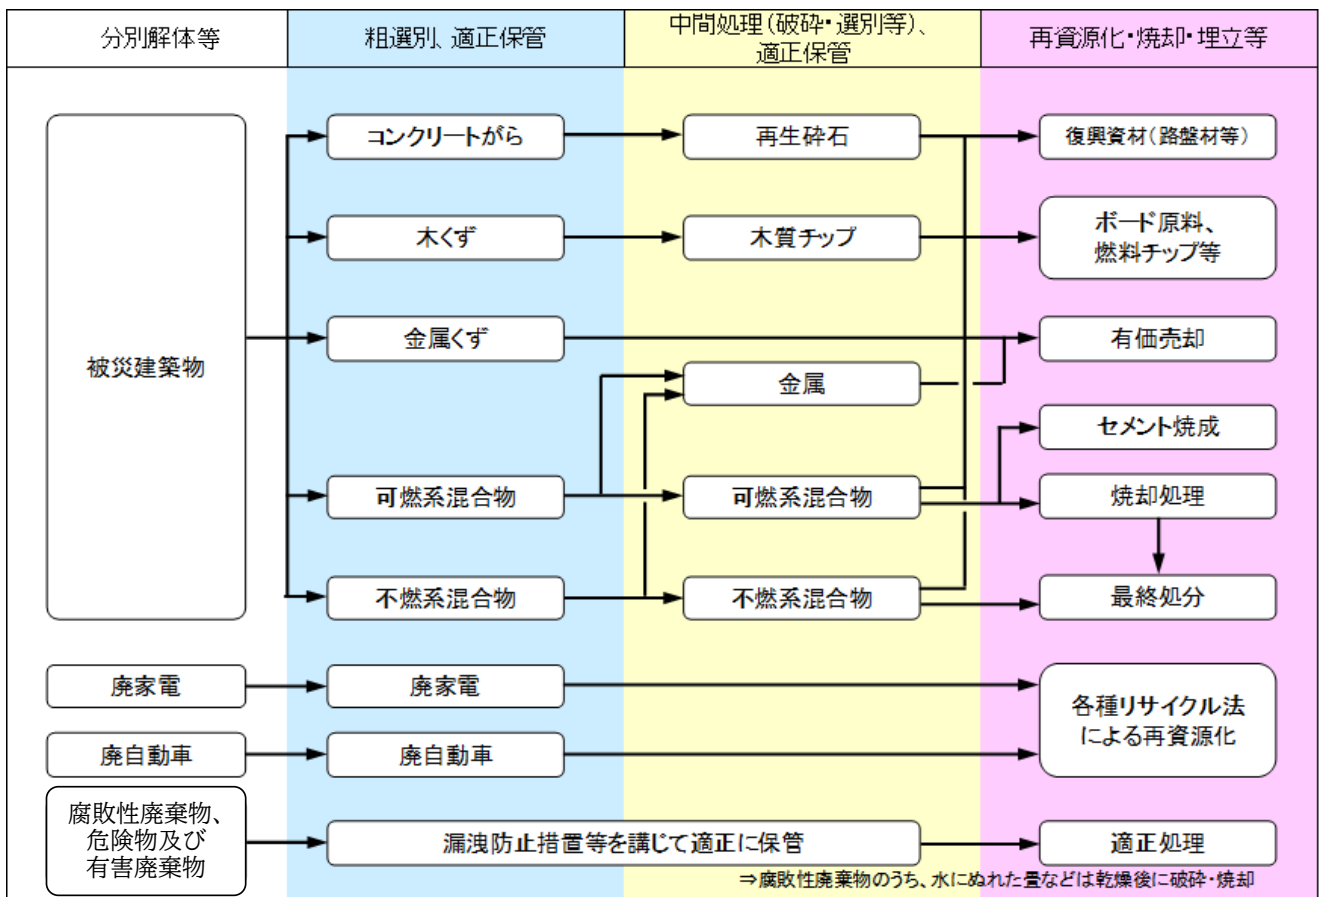 分別解体等
粗選別、適正保管
中間処理(破砕・選別等)、
適正保管
再資源化・焼却・埋立等
被災建築物
コンクリートがら
再生砕石
復興資材(路盤材等)
木くず
木質チップ
ボード原料、
燃料チップ等
金属くず
有価売却
金属
セメント焼成
可燃系混合物
可燃系混合物
焼却処理
不燃系混合物
不燃系混合物
最終処分
廃家電
廃家電
各種リサイクル法
による再資源化
廃自動車
廃自動車
腐敗性廃棄物、
危険物及び
有害廃棄物
漏洩防止措置等を講じて適正に保管
適正処理
⇒腐敗性廃棄物のうち、水にぬれた畳などは乾燥後に破砕・焼却